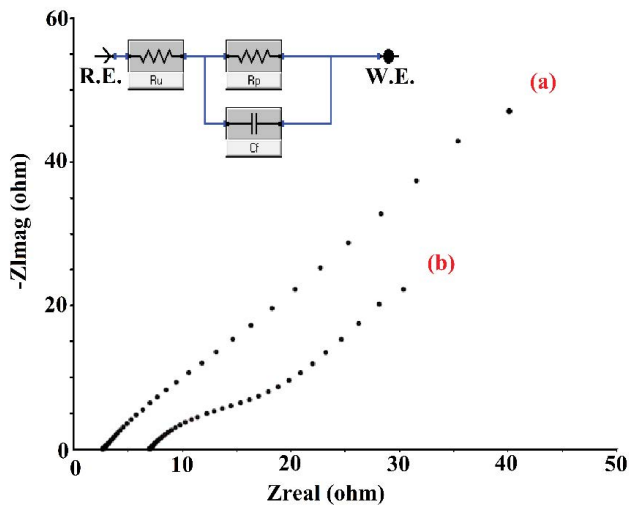 60
R.E.
Ru
Rp
W.E.
(a)
Cf
40
-ZImag (ohm)
(b)
20
0
0
10
20
30
40
50
Zreal (ohm)